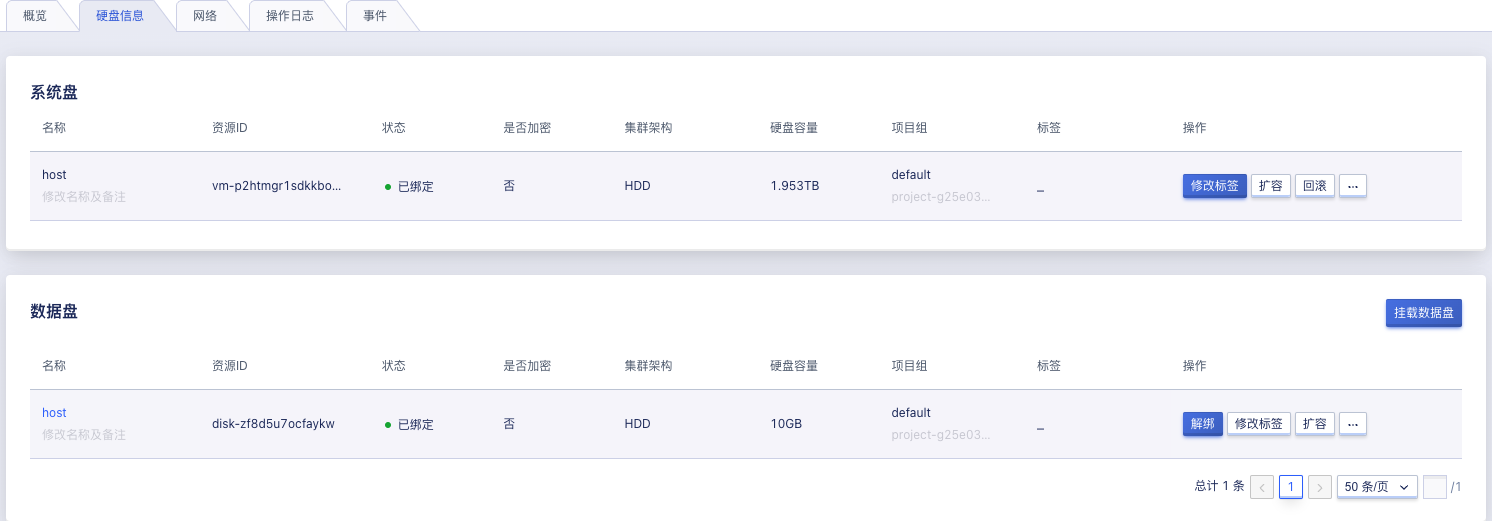 概览 硬盘信息 网络 操作日志 事件
系统盘
名称 资源ID 状态 是否加密 集群架构 硬盘容量 项目组 标签 操作
host
修改名称及备注
vm-p2htmgr1sdkkbo... 已绑定 否 HDD 1.953TB
default
project-g25e03...
_
修改标签 扩容 回滚 ...
数据盘
挂载数据盘
名称 资源ID 状态 是否加密 集群架构 硬盘容量 项目组 标签 操作
host
修改名称及备注
disk-zf8d5u7ocfaykw 已绑定 否 HDD 10GB
default
project-g25e03...
_
解绑 修改标签 扩容 ...
总计 1 条 < 1 > 50 条/页 /1